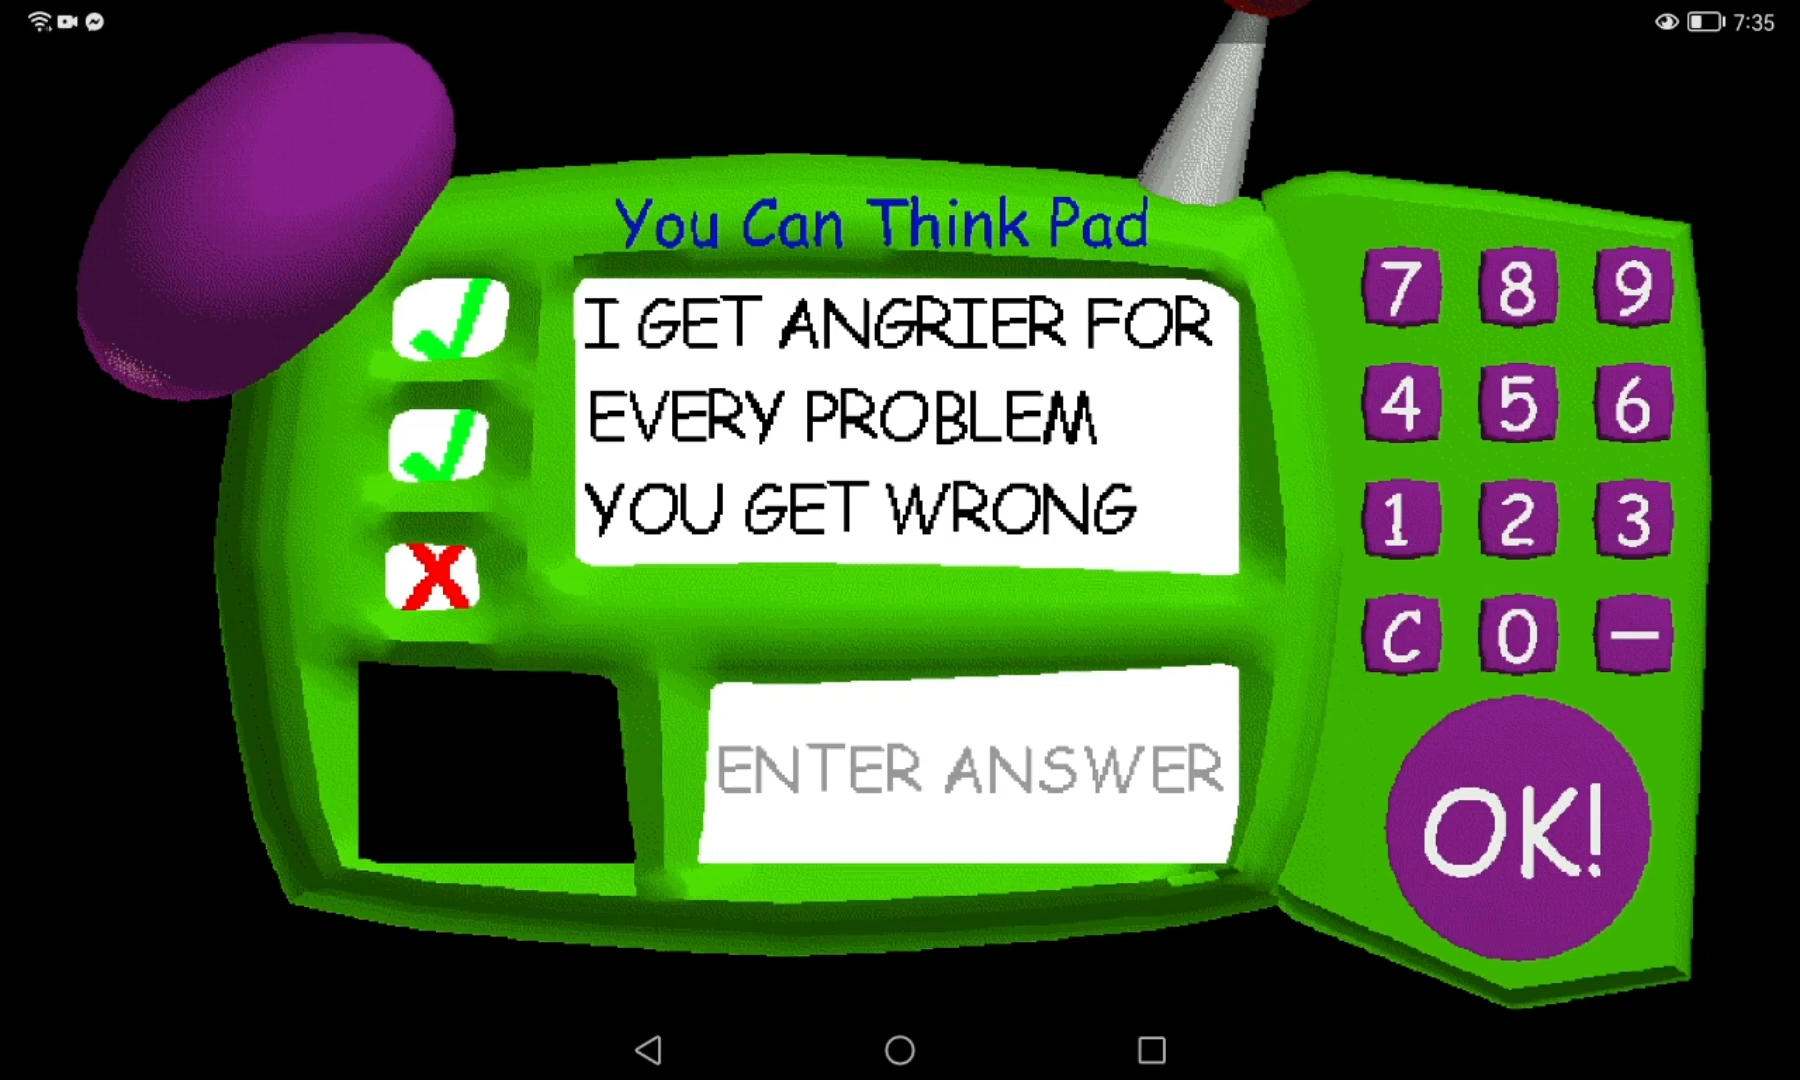 7:35
You Can Think Pad
I GET ANGRIER FOR
EVERY PROBLEM
YOU GET WRONG
ENTER ANSWER
7 8 9
4 5 6
1 2 3
C 0 −
OK!